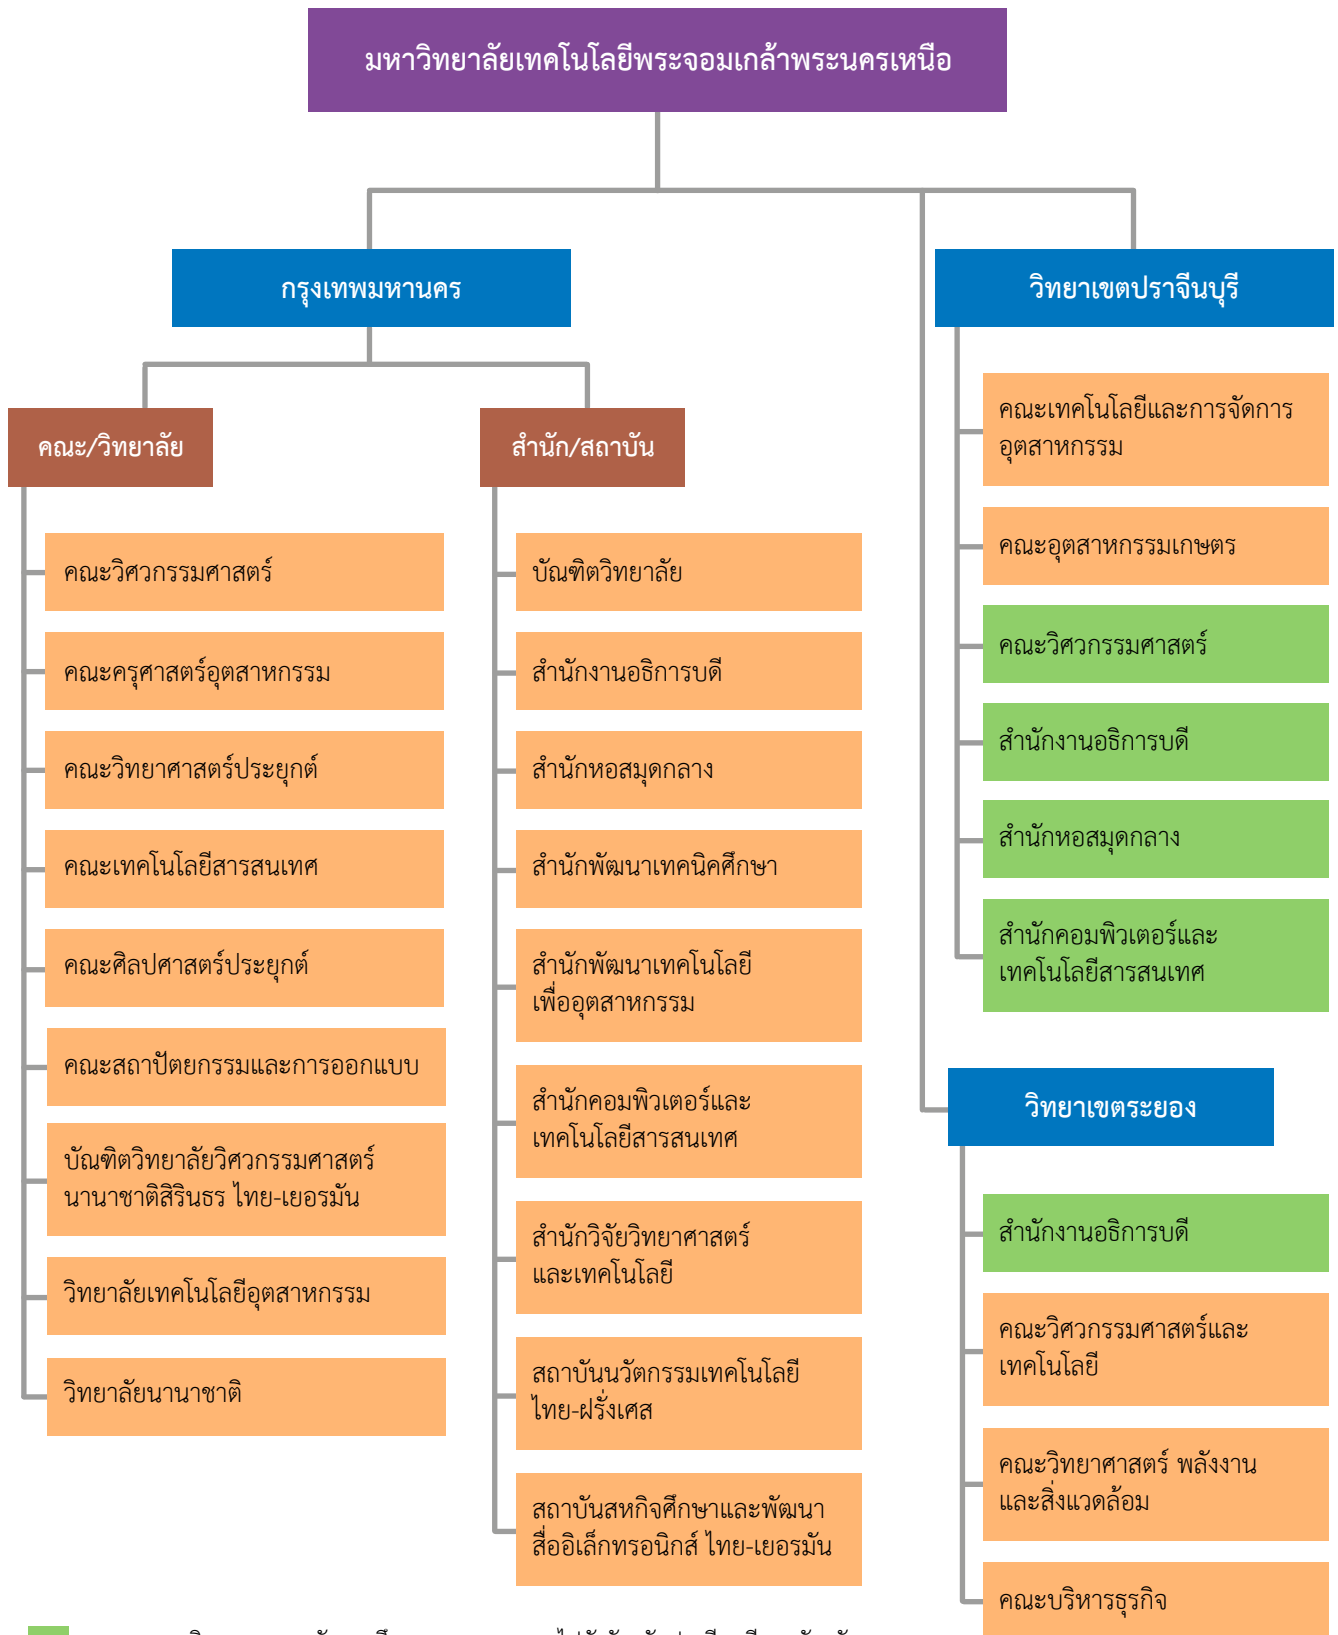 มหาวิทยาลัยเทคโนโลยีพระจอมเกล้าพระนครเหนือ
กรุงเทพมหานคร
คณะ/วิทยาลัย
คณะวิศวกรรมศาสตร์
คณะครุศาสตร์อุตสาหกรรม
คณะวิทยาศาสตร์ประยุกต์
คณะเทคโนโลยีสารสนเทศ
คณะศิลปศาสตร์ประยุกต์
คณะสถาปัตยกรรมและการออกแบบ
บัณฑิตวิทยาลัยวิศวกรรมศาสตร์
นานาชาติสิรินธร ไทย-เยอรมัน
วิทยาลัยเทคโนโลยีอุตสาหกรรม
วิทยาลัยนานาชาติ
สำนัก/สถาบัน
บัณฑิตวิทยาลัย
สำนักงานอธิการบดี
สำนักหอสมุดกลาง
สำนักพัฒนาเทคนิคศึกษา
สำนักพัฒนาเทคโนโลยี
เพื่ออุตสาหกรรม
สำนักคอมพิวเตอร์และ
เทคโนโลยีสารสนเทศ
สำนักวิจัยวิทยาศาสตร์
และเทคโนโลยี
สถาบันนวัตกรรมเทคโนโลยี
ไทย-ฝรั่งเศส
สถาบันสหกิจศึกษาและพัฒนา
สื่ออิเล็กทรอนิกส์ ไทย-เยอรมัน
วิทยาเขตปราจีนบุรี
คณะเทคโนโลยีและการจัดการ
อุตสาหกรรม
คณะอุตสาหกรรมเกษตร
คณะวิศวกรรมศาสตร์
สำนักงานอธิการบดี
สำนักหอสมุดกลาง
สำนักคอมพิวเตอร์และ
เทคโนโลยีสารสนเทศ
วิทยาเขตระยอง
สำนักงานอธิการบดี
คณะวิศวกรรมศาสตร์และ
เทคโนโลยี
คณะวิทยาศาสตร์ พลังงาน
และสิ่งแวดล้อม
คณะบริหารธุรกิจ